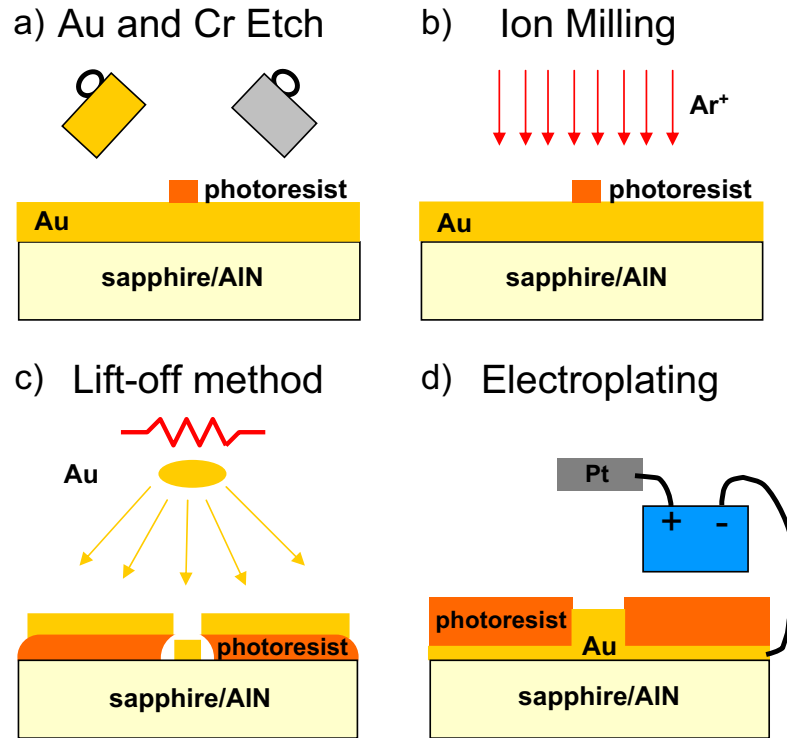 a) Au and Cr Etch
photoresist
Au
sapphire/AlN
b) Ion Milling
Ar⁺
photoresist
Au
sapphire/AlN
c) Lift-off method
Au
photoresist
sapphire/AlN
d) Electroplating
Pt
+ -
photoresist
Au
sapphire/AlN